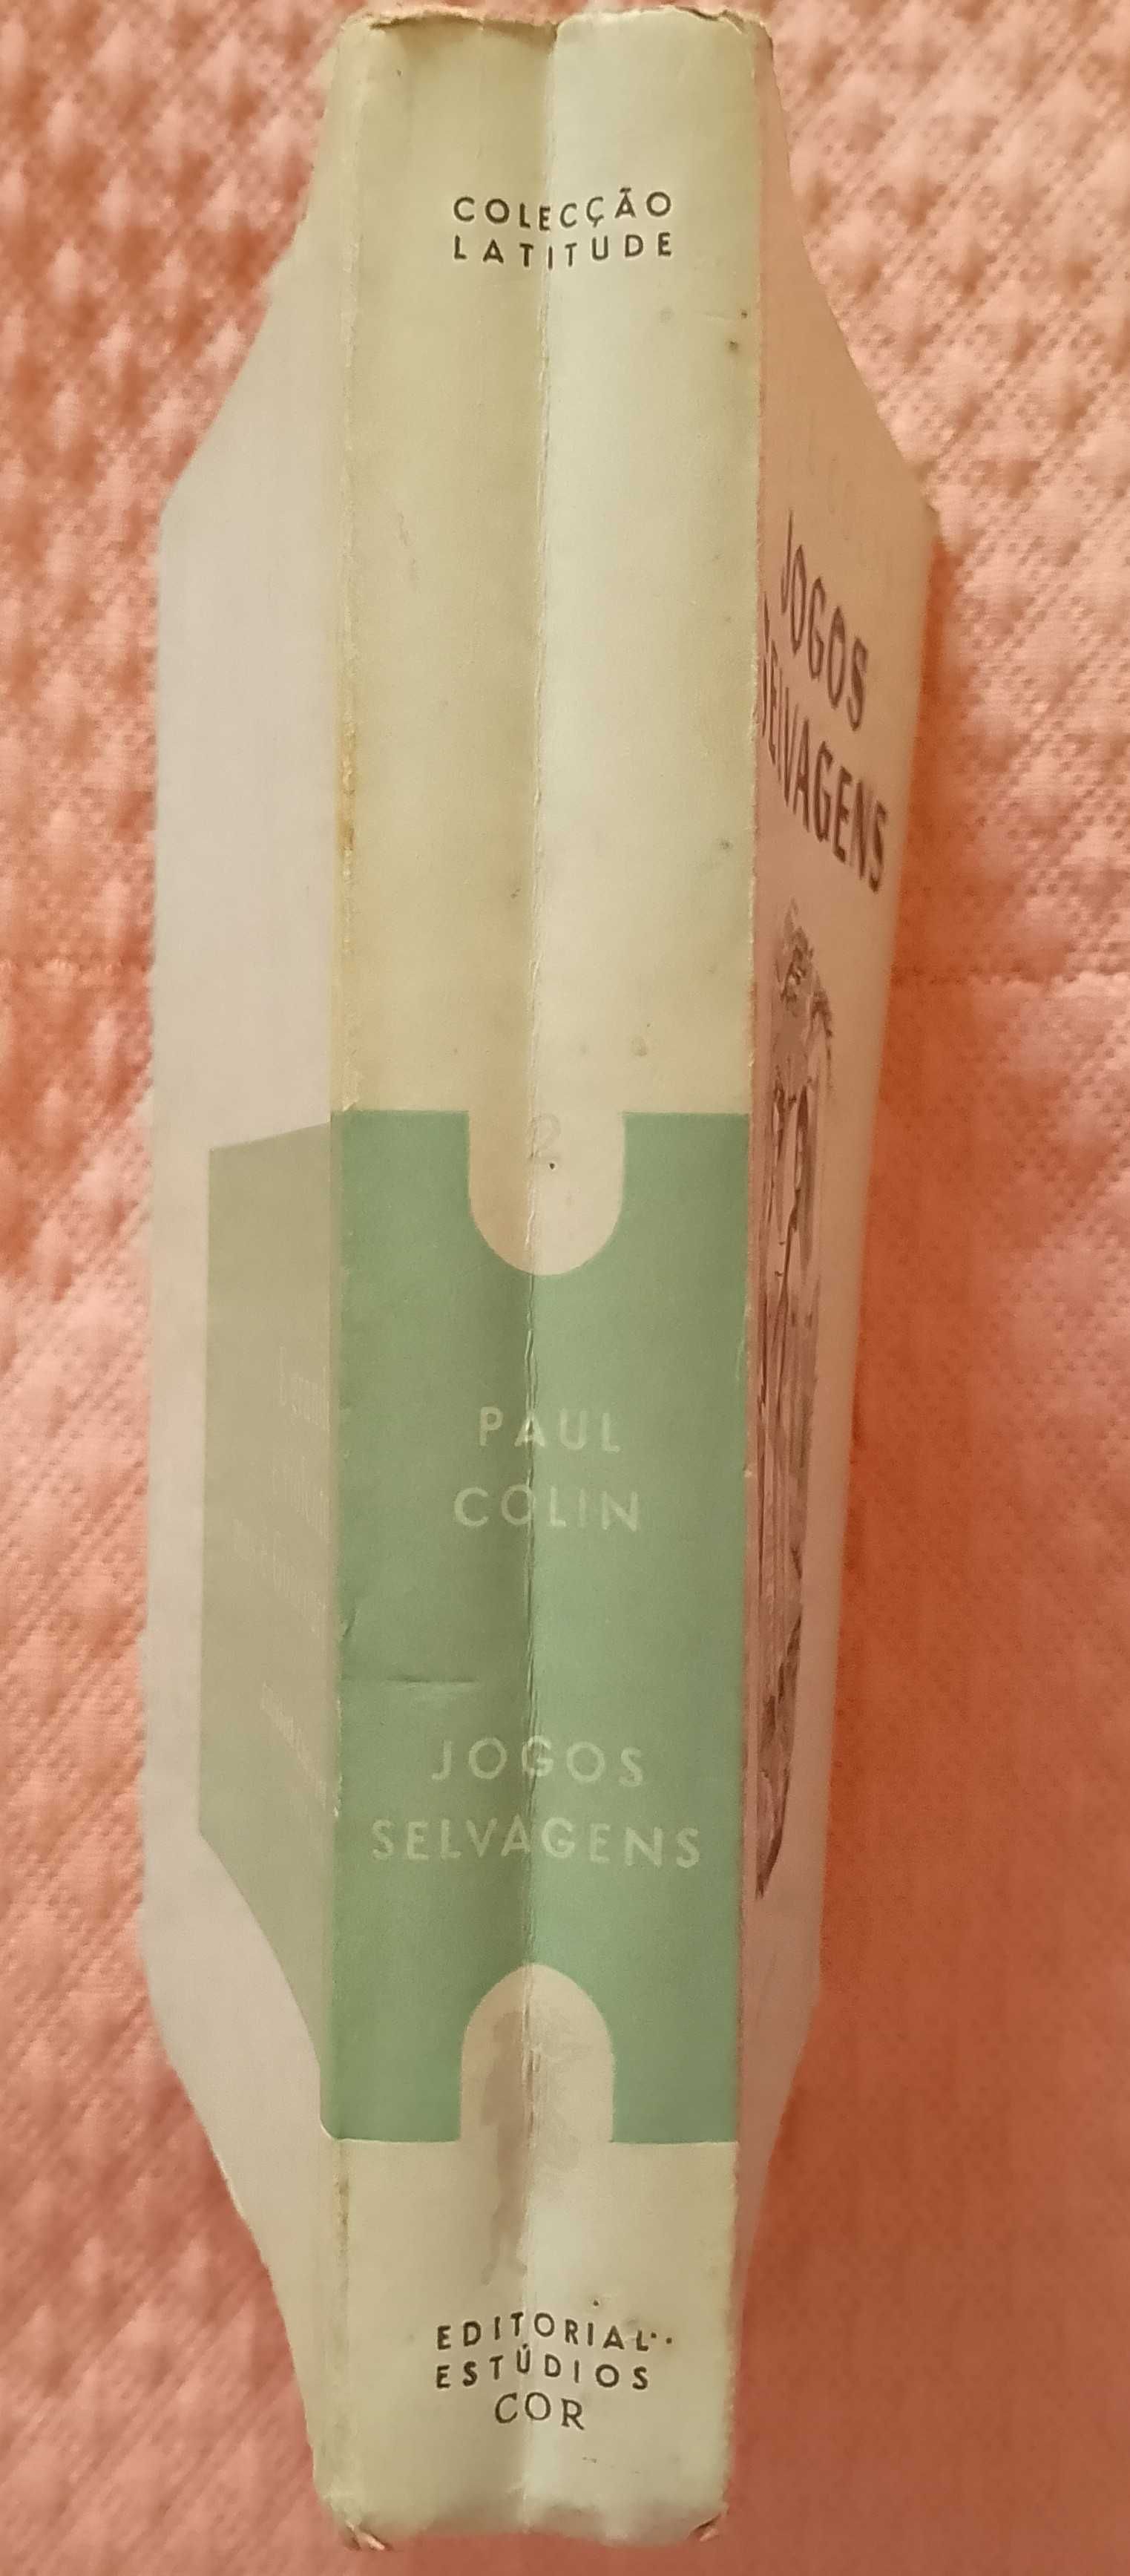 COLECÇÃO
LATITUDE
2
PAUL
COLIN
JOGOS
SELVAGENS
EDITORIAL
ESTÚDIOS
COR
JOGOS
SELVAGENS